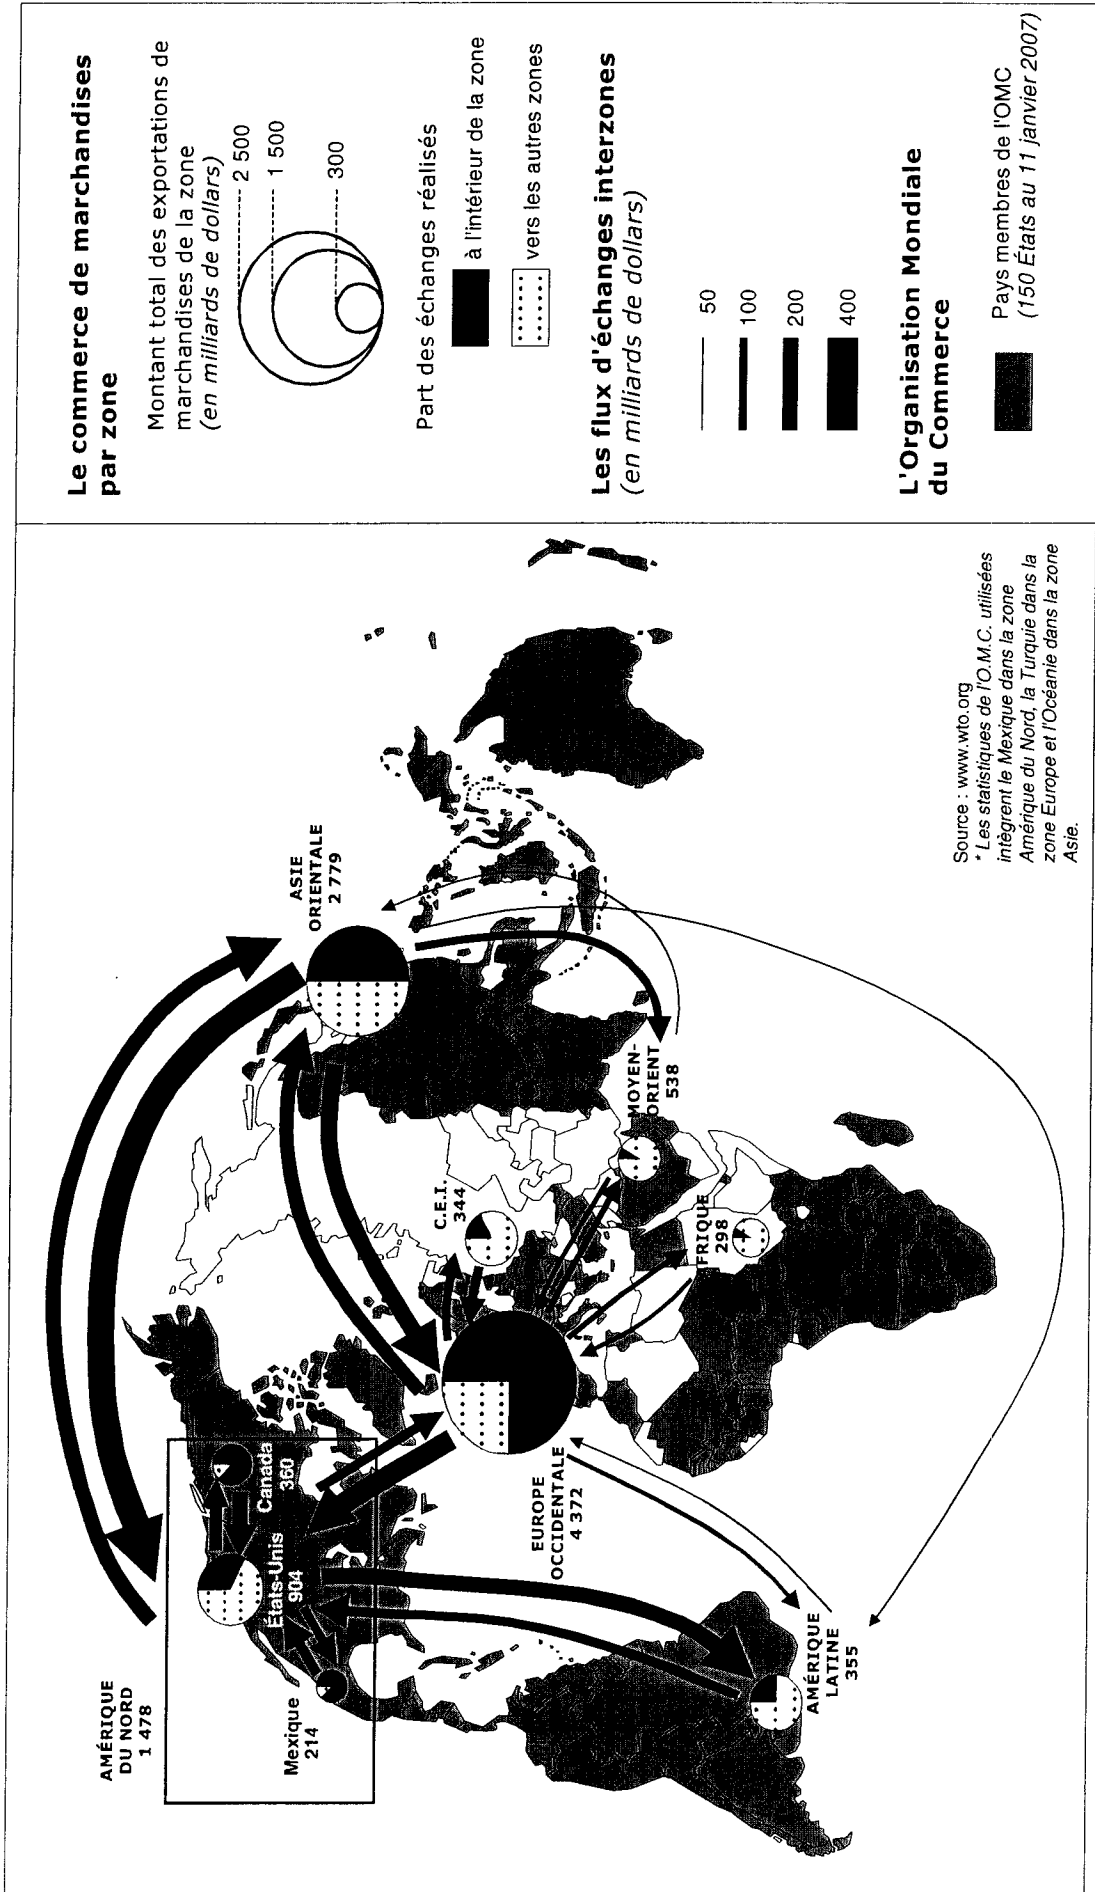 AMÉRIQUE
DU NORD
1 478
Mexique
214
États-Unis
904
Canada
360
ASIE
ORIENTALE
2 779
C.E.I.
344
EUROPE
OCCIDENTALE
4 372
MOYEN-
ORIENT
538
FRIQUE
298
AMÉRIQUE
LATINE
355
Source : www.wto.org
* Les statistiques de l'O.M.C. utilisées
intègrent le Mexique dans la zone
Amérique du Nord, la Turquie dans la
zone Europe et l'Océanie dans la zone
Asie.
Le commerce de marchandises
par zone
Montant total des exportations de
marchandises de la zone
(en milliards de dollars)
2 500
1 500
300
Part des échanges réalisés
à l'intérieur de la zone
vers les autres zones
Les flux d'échanges interzones
(en milliards de dollars)
50
100
200
400
L'Organisation Mondiale
du Commerce
Pays membres de l'OMC
(150 États au 11 janvier 2007)